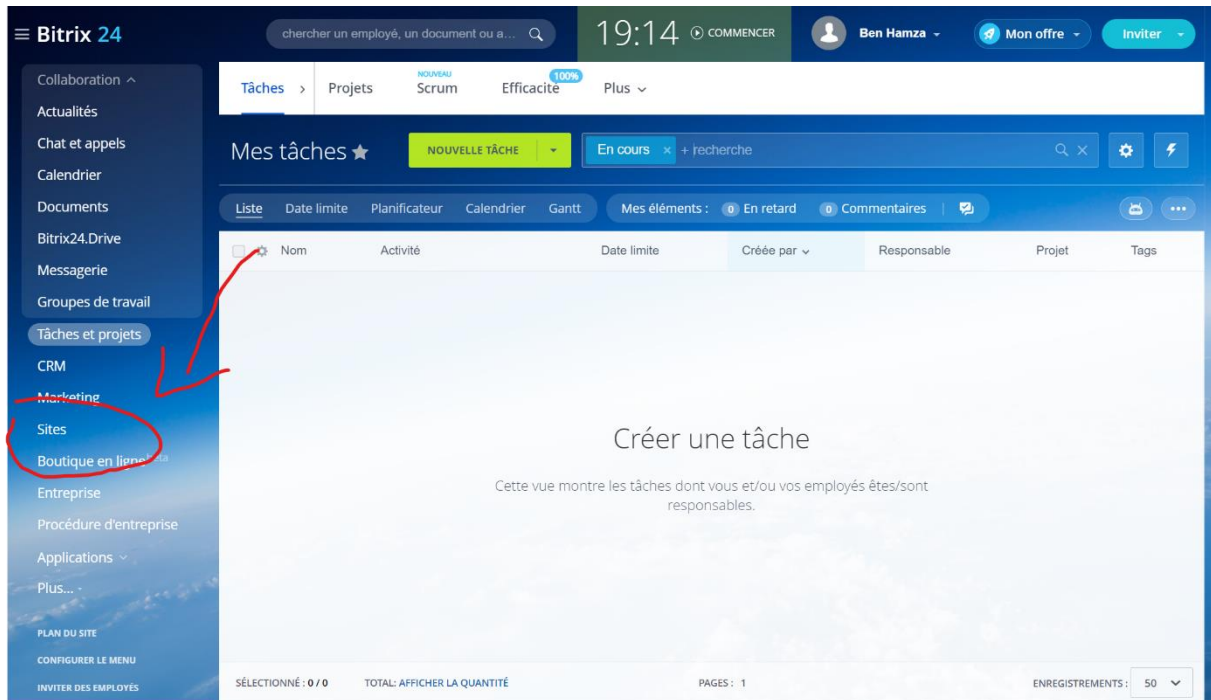 Bitrix 24
chercher un employé, un document ou a...
19:14 COMMENCER
Ben Hamza
Mon offre
Inviter
Collaboration
Actualités
Chat et appels
Calendrier
Documents
Bitrix24.Drive
Messagerie
Groupes de travail
Tâches et projets
CRM
Marketing
Sites
Boutique en ligne beta
Entreprise
Procédure d'entreprise
Applications
Plus...
PLAN DU SITE
CONFIGURER LE MENU
INVITER DES EMPLOYÉS
Tâches > Projets NOUVEAU Scrum Efficacité 100% Plus
Mes tâches NOUVELLE TÂCHE En cours × + recherche
Liste Date limite Planificateur Calendrier Gantt Mes éléments : 0 En retard 0 Commentaires
Nom Activité Date limite Créée par Responsable Projet Tags
Créer une tâche
Cette vue montre les tâches dont vous et/ou vos employés êtes/sont
responsables.
SÉLECTIONNÉ : 0 / 0 TOTAL: AFFICHER LA QUANTITÉ PAGES : 1 ENREGISTREMENTS : 50